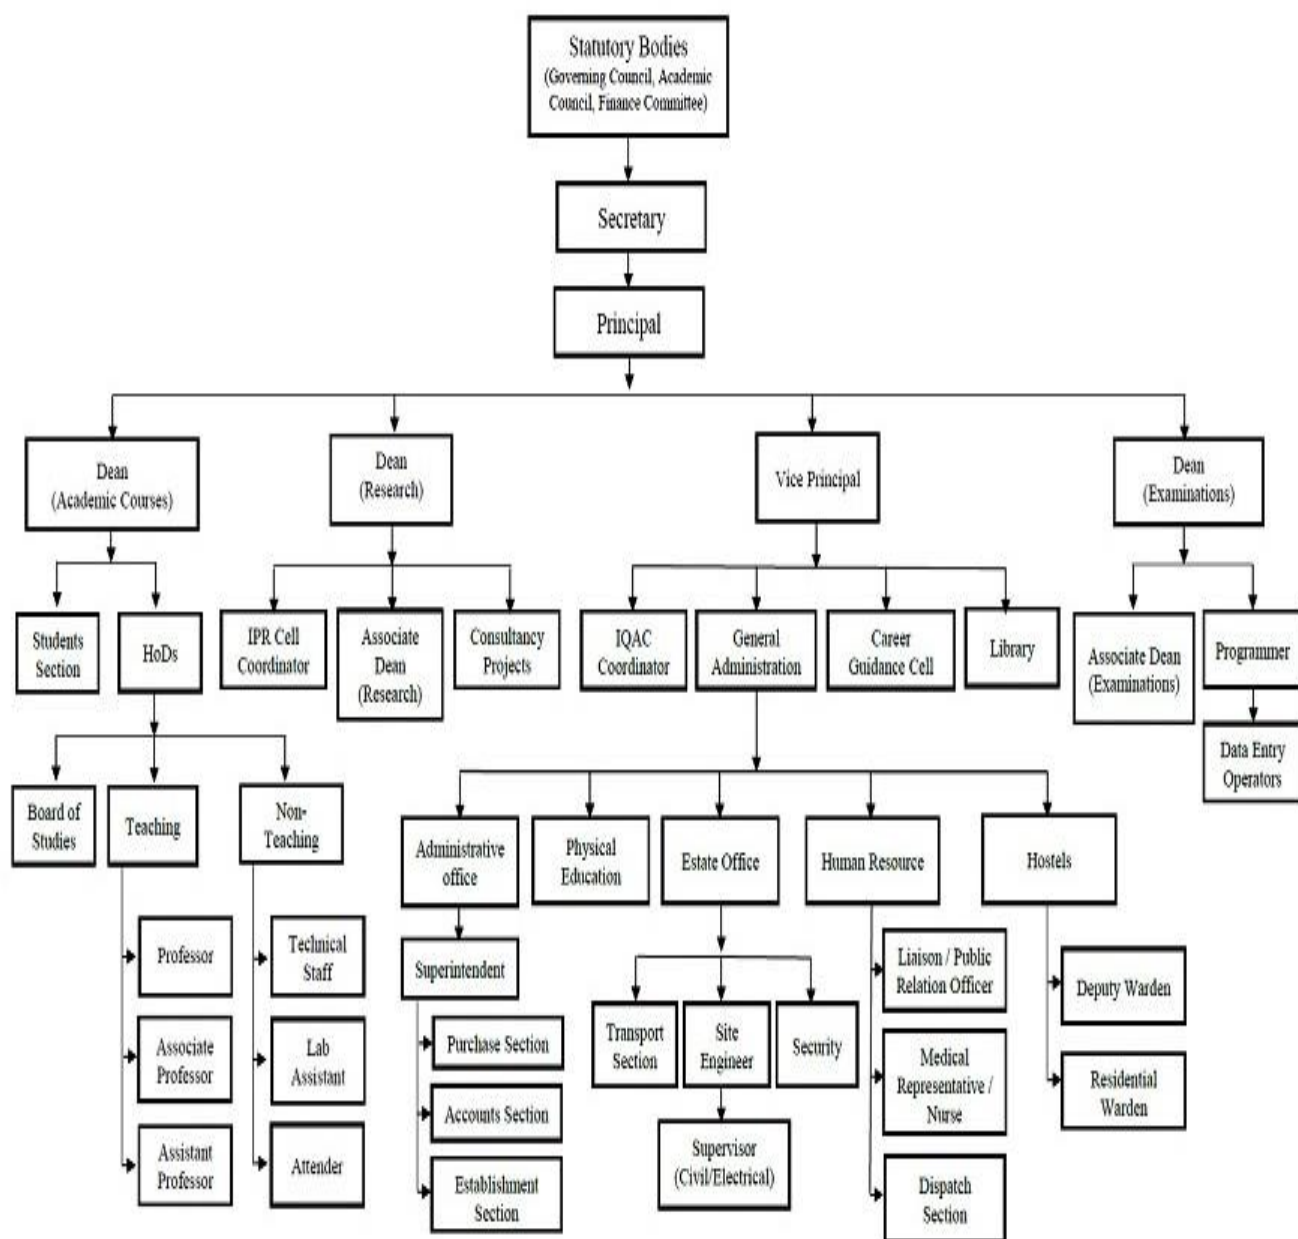 Statutory Bodies
(Governing Council, Academic
Council, Finance Committee)
Secretary
Principal
Dean
(Academic Courses)
Dean
(Research)
Vice Principal
Dean
(Examinations)
Students
Section
HoDs
IPR Cell
Coordinator
Associate
Dean
(Research)
Consultancy
Projects
IQAC
Coordinator
General
Administration
Career
Guidance Cell
Library
Associate Dean
(Examinations)
Programmer
Data Entry
Operators
Board of
Studies
Teaching
Non-
Teaching
Administrative
office
Physical
Education
Estate Office
Human Resource
Hostels
Professor
Associate
Professor
Assistant
Professor
Technical
Staff
Lab
Assistant
Attender
Superintendent
Purchase Section
Accounts Section
Establishment
Section
Transport
Section
Site
Engineer
Security
Supervisor
(Civil/Electrical)
Liaison / Public
Relation Officer
Medical
Representative /
Nurse
Dispatch
Section
Deputy Warden
Residential
Warden